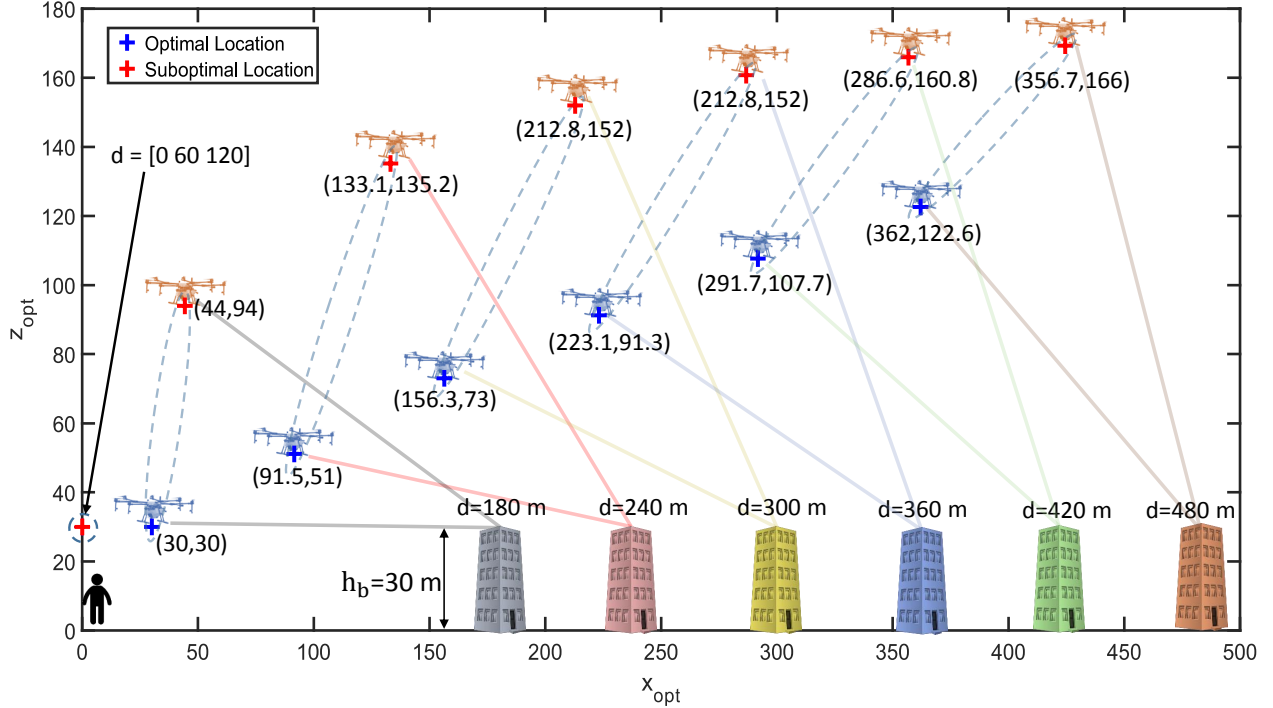 180
160
140
120
100
80
60
40
20
0
z_opt
Optimal Location
Suboptimal Location
d = [0 60 120]
(44,94)
(133.1,135.2)
(212.8,152)
(212.8,152)
(286.6,160.8)
(356.7,166)
(30,30)
(91.5,51)
(156.3,73)
(223.1,91.3)
(291.7,107.7)
(362,122.6)
d=180 m
d=240 m
d=300 m
d=360 m
d=420 m
d=480 m
h_b=30 m
0
50
100
150
200
250
300
350
400
450
500
x_opt